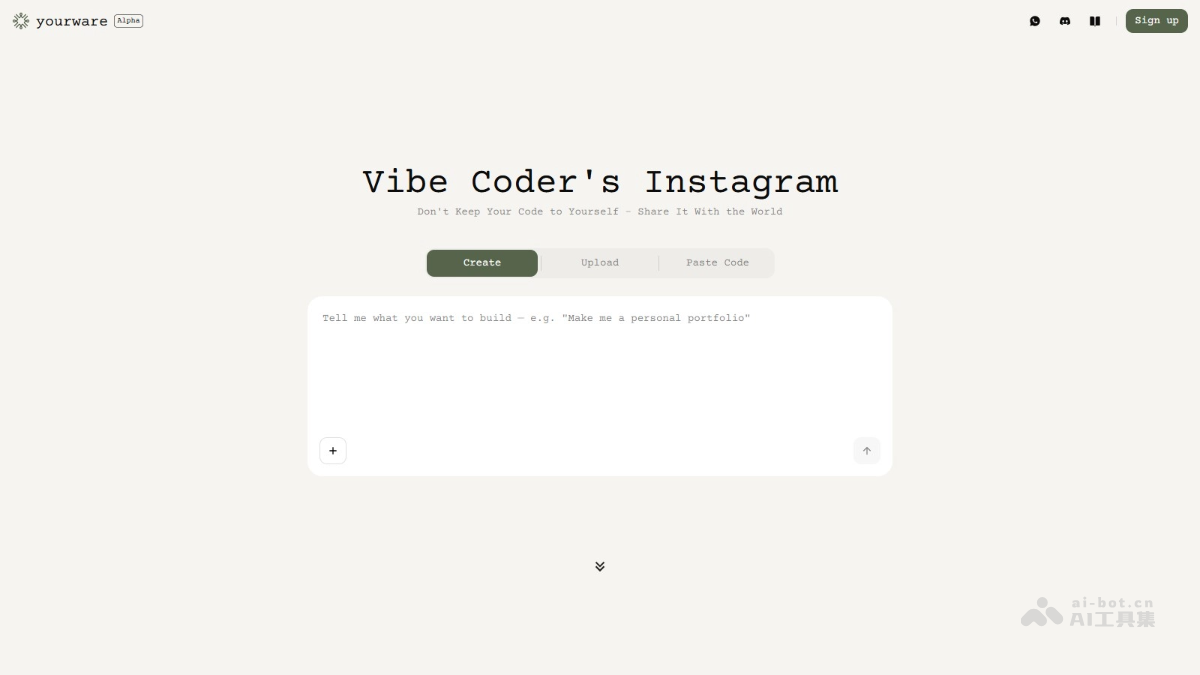 yourware Alpha
Sign up
Vibe Coder's Instagram
Don't Keep Your Code to Yourself – Share It With the World
Create
Upload
Paste Code
Tell me what you want to build — e.g. "Make me a personal portfolio"
ai-bot.cn
AI工具集